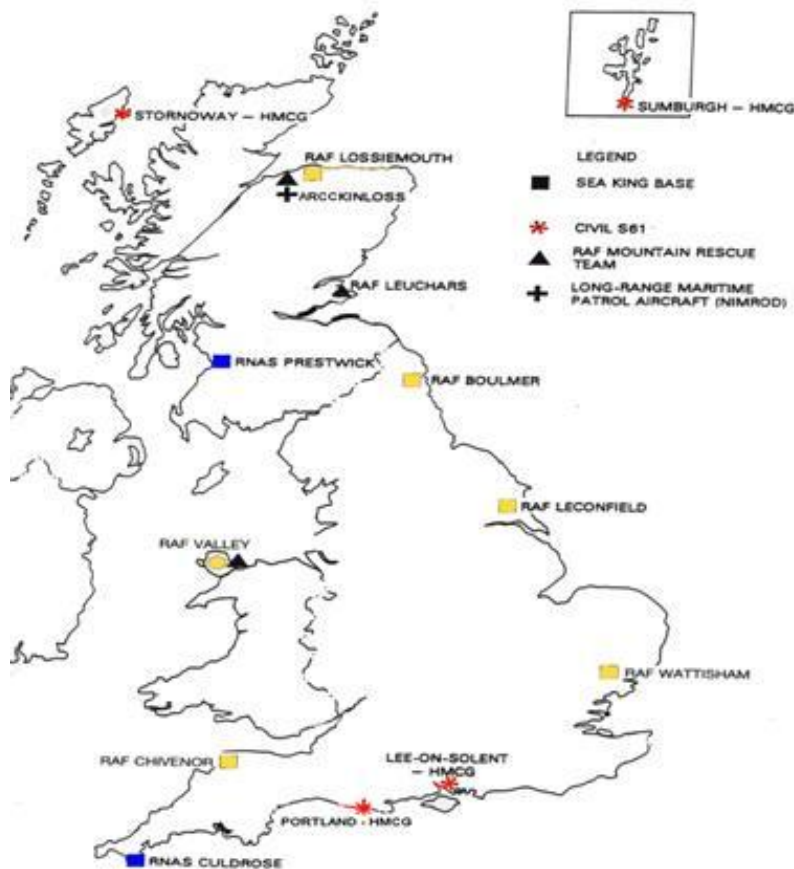 STORNOWAY – HMCG
SUMBURGH – HMCG
RAF LOSSIEMOUTH
ARCCKINLOSS
LEGEND
SEA KING BASE
CIVIL S61
RAF MOUNTAIN RESCUE
TEAM
LONG-RANGE MARITIME
PATROL AIRCRAFT (NIMROD)
RAF LEUCHARS
RNAS PRESTWICK
RAF BOULMER
RAF LECONFIELD
RAF VALLEY
RAF WATTISHAM
RAF CHIVENOR
LEE-ON-SOLENT
– HMCG
PORTLAND - HMCG
RNAS CULDROSE